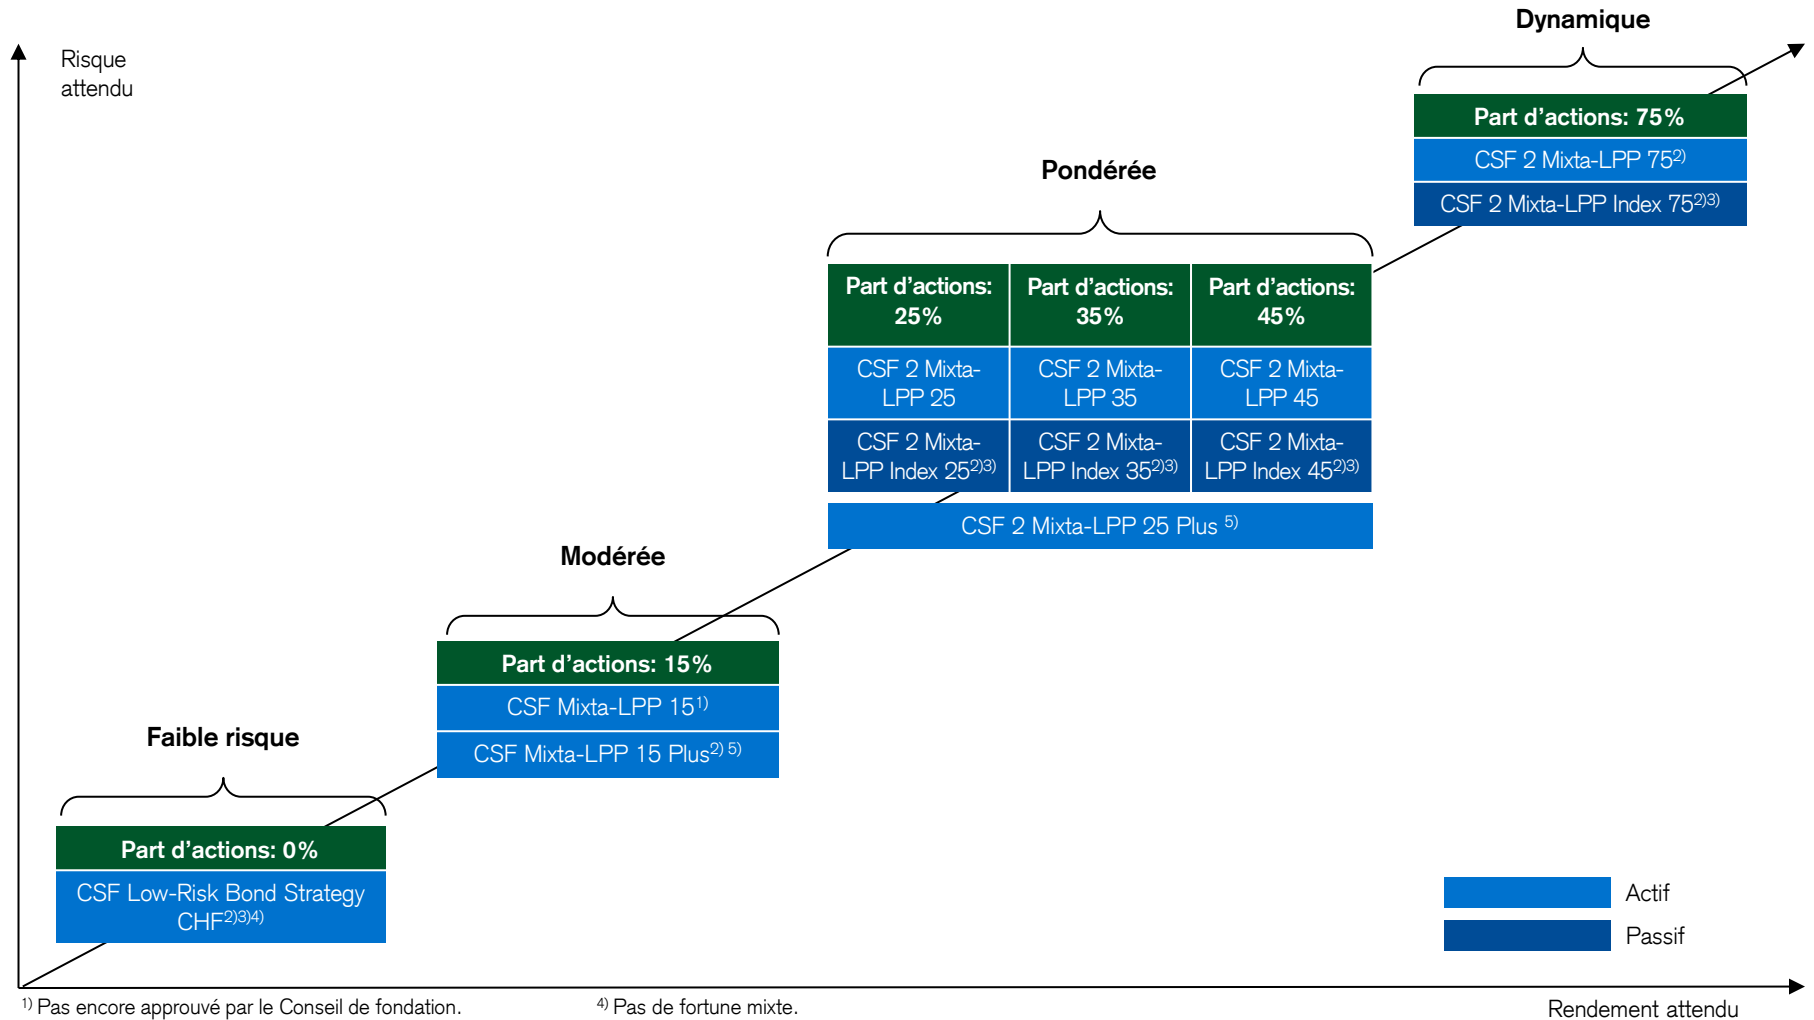 Dynamique
Risque
attendu
Part d’actions: 75%
CSF 2 Mixta-LPP 75²⁾
CSF 2 Mixta-LPP Index 75²⁾³⁾
Pondérée
Part d’actions:
25%
Part d’actions:
35%
Part d’actions:
45%
CSF 2 Mixta-
LPP 25
CSF 2 Mixta-
LPP 35
CSF 2 Mixta-
LPP 45
CSF 2 Mixta-
LPP Index 25²⁾³⁾
CSF 2 Mixta-
LPP Index 35²⁾³⁾
CSF 2 Mixta-
LPP Index 45²⁾³⁾
CSF 2 Mixta-LPP 25 Plus ⁵⁾
Modérée
Part d’actions: 15%
CSF Mixta-LPP 15¹⁾
CSF Mixta-LPP 15 Plus²⁾ ⁵⁾
Faible risque
Part d’actions: 0%
CSF Low-Risk Bond Strategy
CHF²⁾³⁾⁴⁾
Actif
Passif
¹⁾ Pas encore approuvé par le Conseil de fondation.
⁴⁾ Pas de fortune mixte.
Rendement attendu